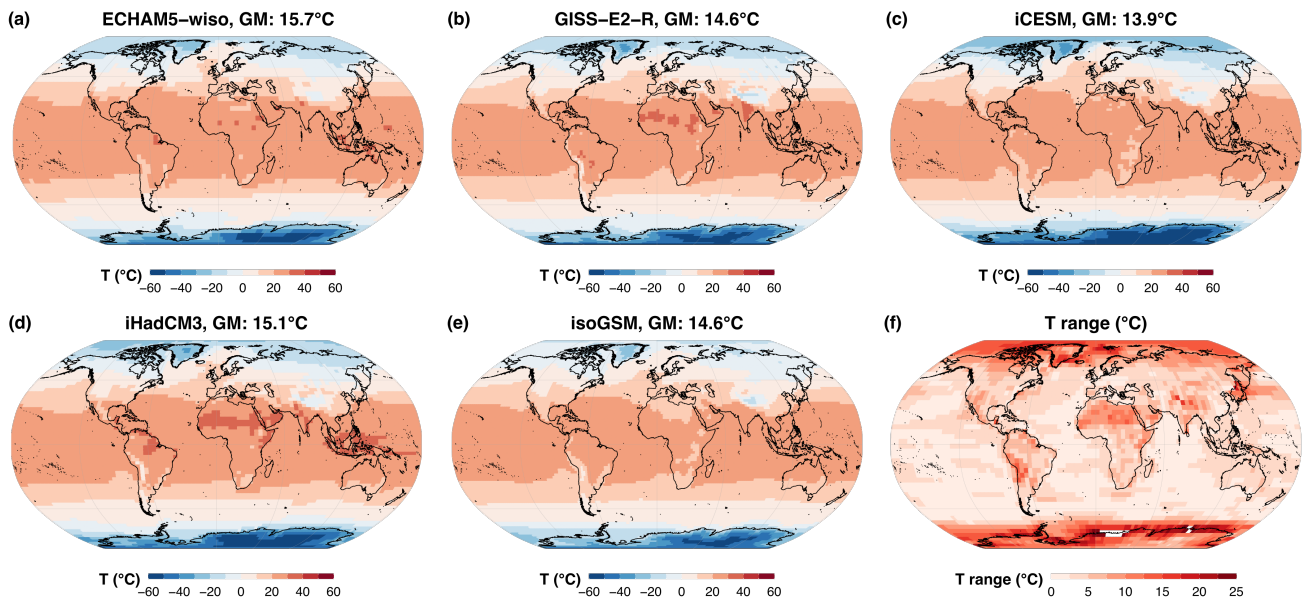 (a) ECHAM5−wiso, GM: 15.7°C
(b) GISS−E2−R, GM: 14.6°C
(c) iCESM, GM: 13.9°C
T (°C)
−60 −40 −20 0 20 40 60
T (°C)
−60 −40 −20 0 20 40 60
T (°C)
−60 −40 −20 0 20 40 60
(d) iHadCM3, GM: 15.1°C
(e) isoGSM, GM: 14.6°C
(f) T range (°C)
T (°C)
−60 −40 −20 0 20 40 60
T (°C)
−60 −40 −20 0 20 40 60
T range (°C)
0 5 10 15 20 25